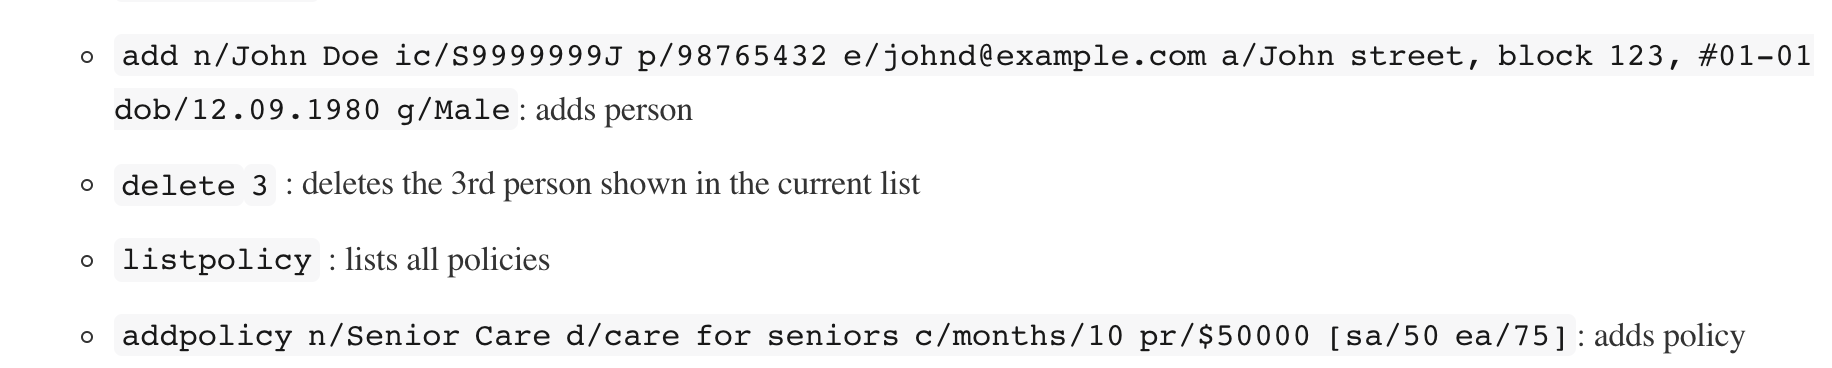 add n/John Doe ic/S9999999J p/98765432 e/johnd@example.com a/John street, block 123, #01-01
dob/12.09.1980 g/Male: adds person
delete 3 : deletes the 3rd person shown in the current list
listpolicy : lists all policies
addpolicy n/Senior Care d/care for seniors c/months/10 pr/$50000 [sa/50 ea/75]: adds policy